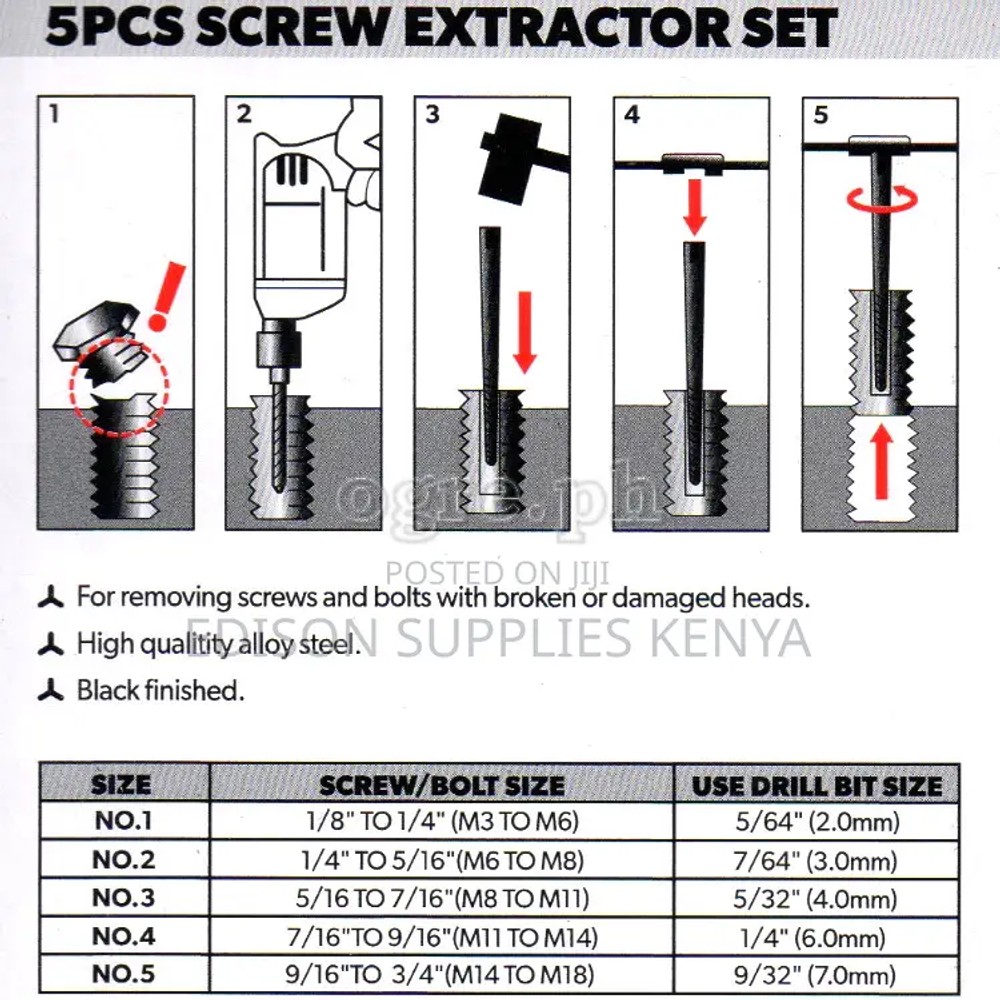 5PCS SCREW EXTRACTOR SET
1 2 3 4 5
ogre.ph
POSTED ON JIJI
For removing screws and bolts with broken or damaged heads.
EDISON SUPPLIES KENYA
High qualitity alloy steel.
Black finished.
SIZE SCREW/BOLT SIZE USE DRILL BIT SIZE
NO.1 1/8" TO 1/4" (M3 TO M6) 5/64" (2.0mm)
NO.2 1/4" TO 5/16"(M6 TO M8) 7/64" (3.0mm)
NO.3 5/16 TO 7/16"(M8 TO M11) 5/32" (4.0mm)
NO.4 7/16"TO 9/16"(M11 TO M14) 1/4" (6.0mm)
NO.5 9/16"TO 3/4"(M14 TO M18) 9/32" (7.0mm)